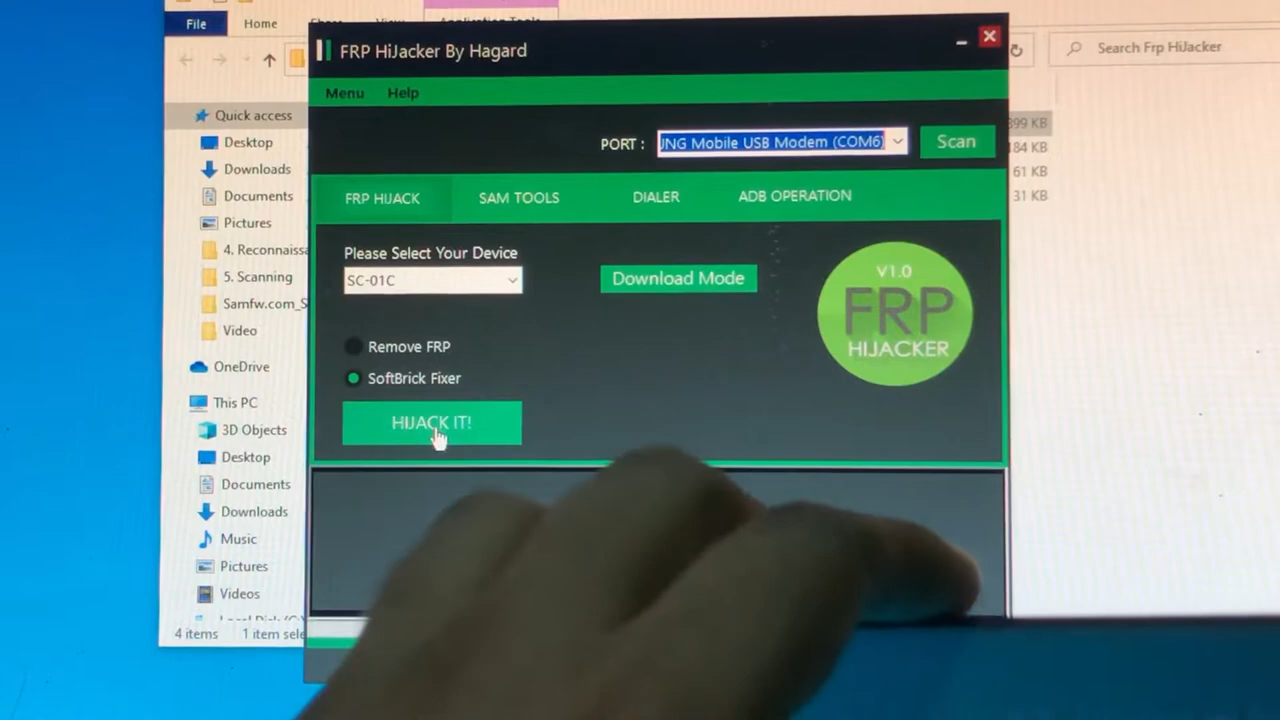 File
Home
FRP HiJacker By Hagard
Search Frp HiJacker
Menu Help
PORT :
UNG Mobile USB Modem (COM6)
Scan
FRP HIJACK
SAM TOOLS
DIALER
ADB OPERATION
Please Select Your Device
SC-01C
Download Mode
V1.0
FRP
HIJACKER
Remove FRP
SoftBrick Fixer
HIJACK IT!
Quick access
Desktop
Downloads
Documents
Pictures
4. Reconnaissa
5. Scanning
Samfw.com_S
Video
OneDrive
This PC
3D Objects
Desktop
Documents
Downloads
Music
Pictures
Videos
4 items 1 item sele
899 KB
184 KB
61 KB
31 KB